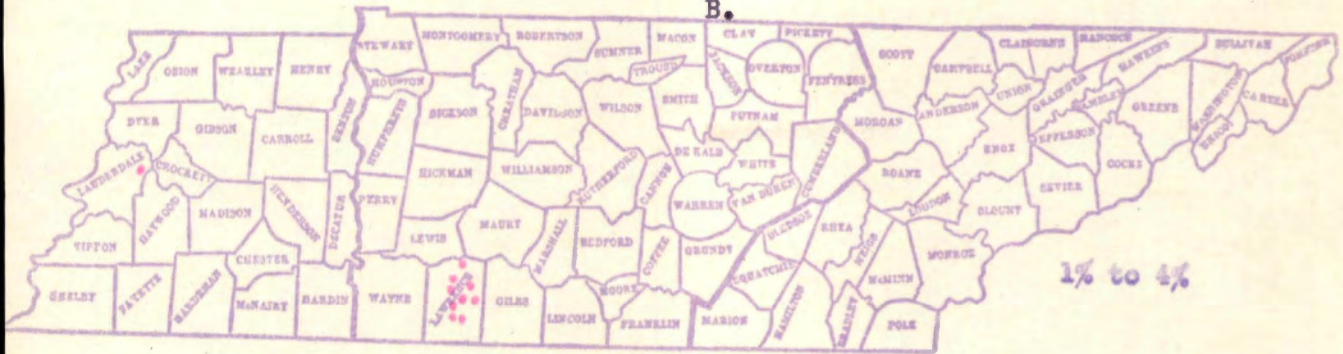 B.
STEWART MONTGOMERY ROBERTSON SUMNER MACON CLAY PICKETT SCOTT CLAIBORNE HANCOCK HAWKINS SULLIVAN JOHNSON
LAKE OBION WEAKLEY HENRY HOUSTON CHEATHAM TROUSD JACKSON OVERTON FENTRESS CAMPBELL UNION GRAINGER HAMBLEN WASHINGTON CARTER
DYER GIBSON CARROLL BENTON HUMPHREYS DICKSON DAVIDSON WILSON SMITH PUTNAM MORGAN ANDERSON KNOX JEFFERSON GREENE
LAUDERDALE CROCKETT HENDERSON DECATUR PERRY HICKMAN WILLIAMSON RUTHERFORD CANNON DE KALB WHITE VAN BUREN CUMBERLAND ROANE LOUDON BLOUNT SEVIER COCKE
TIPTON HAYWOOD MADISON CHESTER LEWIS MAURY MARSHALL BEDFORD COFFEE WARREN GRUNDY BLEDSOE RHEA MEIGS McMINN MONROE
SHELBY FAYETTE HARDEMAN McNAIRY HARDIN WAYNE LAWRENCE GILES LINCOLN MOORE FRANKLIN MARION HAMILTON BRADLEY POLK
1% to 4%